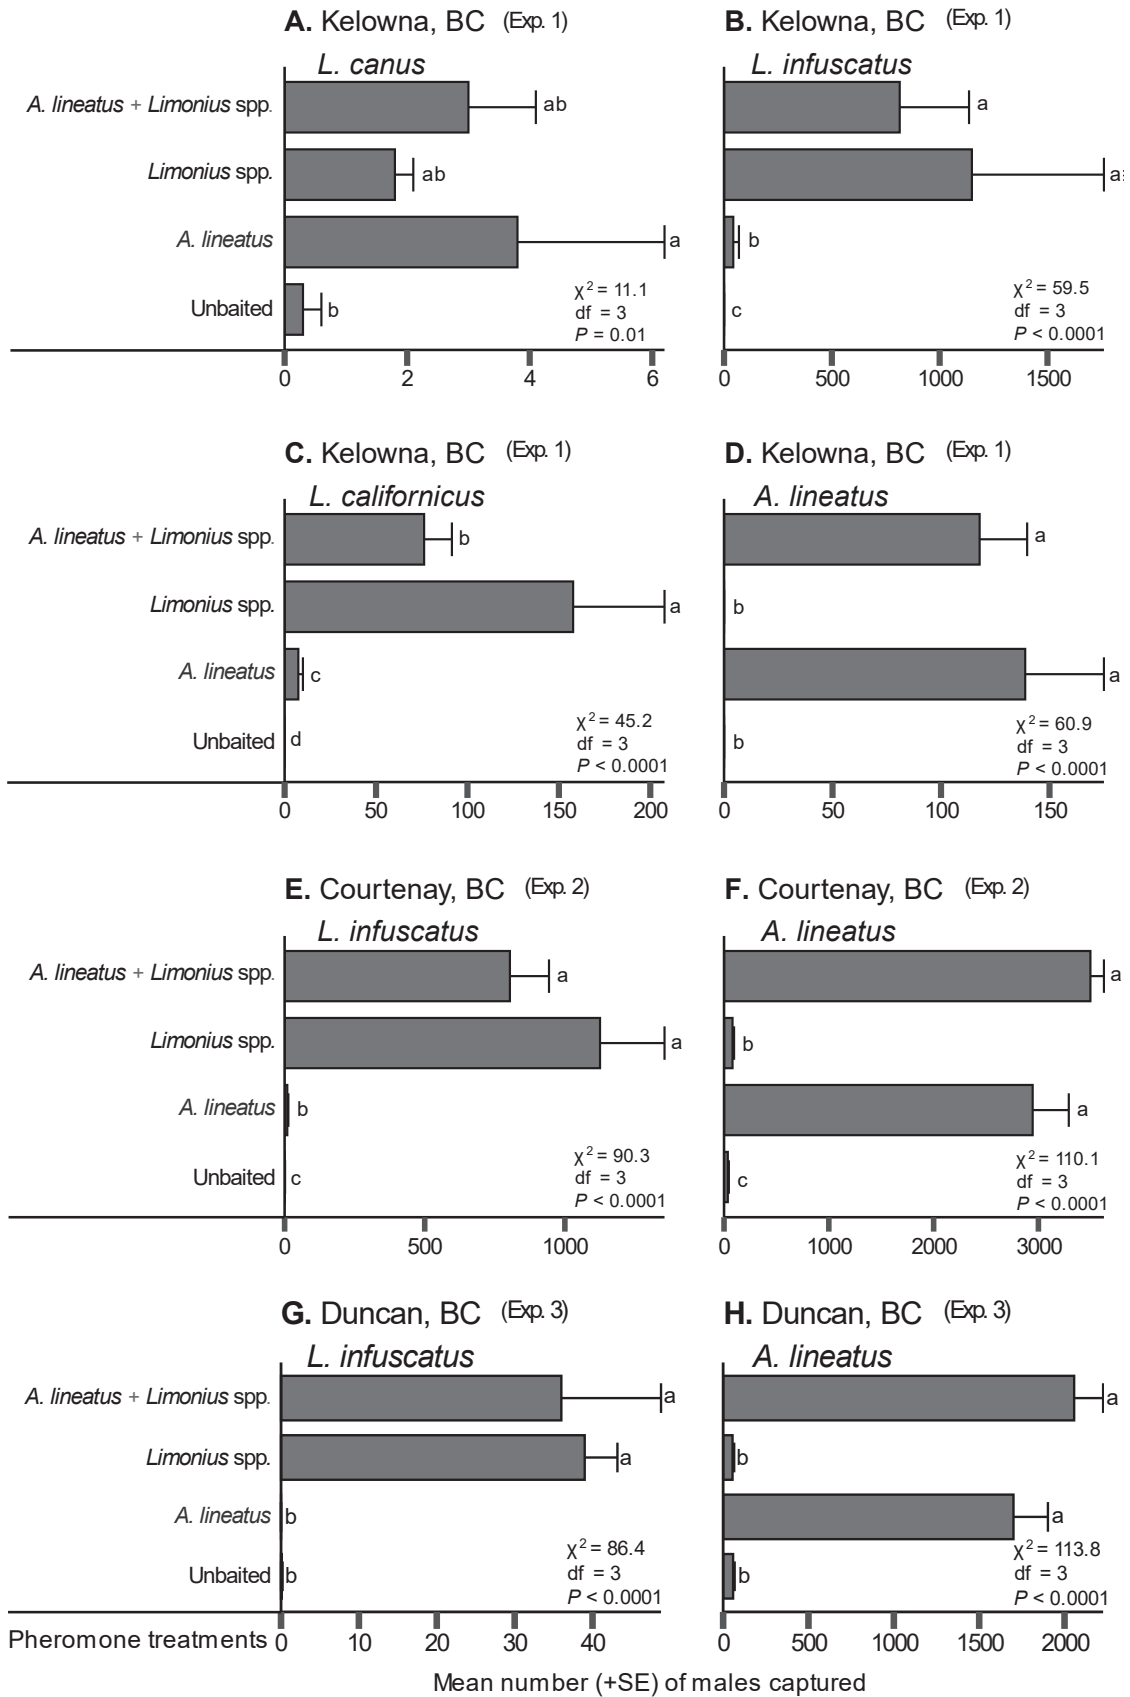 A. Kelowna, BC (Exp. 1)
L. canus
A. lineatus + Limonius spp.
ab
Limonius spp.
ab
A. lineatus
a
Unbaited
b
χ² = 11.1
df = 3
P = 0.01
0 2 4 6
B. Kelowna, BC (Exp. 1)
L. infuscatus
a
b
c
χ² = 59.5
df = 3
P < 0.0001
0 500 1000 1500
C. Kelowna, BC (Exp. 1)
L. californicus
A. lineatus + Limonius spp.
b
Limonius spp.
a
A. lineatus
c
Unbaited
d
χ² = 45.2
df = 3
P < 0.0001
0 50 100 150 200
D. Kelowna, BC (Exp. 1)
A. lineatus
a
b
a
b
χ² = 60.9
df = 3
P < 0.0001
0 50 100 150
E. Courtenay, BC (Exp. 2)
L. infuscatus
A. lineatus + Limonius spp.
a
Limonius spp.
a
A. lineatus
b
Unbaited
c
χ² = 90.3
df = 3
P < 0.0001
0 500 1000
F. Courtenay, BC (Exp. 2)
A. lineatus
a
b
a
c
χ² = 110.1
df = 3
P < 0.0001
0 1000 2000 3000
G. Duncan, BC (Exp. 3)
L. infuscatus
A. lineatus + Limonius spp.
a
Limonius spp.
a
A. lineatus
b
Unbaited
b
χ² = 86.4
df = 3
P < 0.0001
0 10 20 30 40
H. Duncan, BC (Exp. 3)
A. lineatus
a
b
a
b
χ² = 113.8
df = 3
P < 0.0001
0 500 1000 1500 2000
Pheromone treatments
Mean number (+SE) of males captured